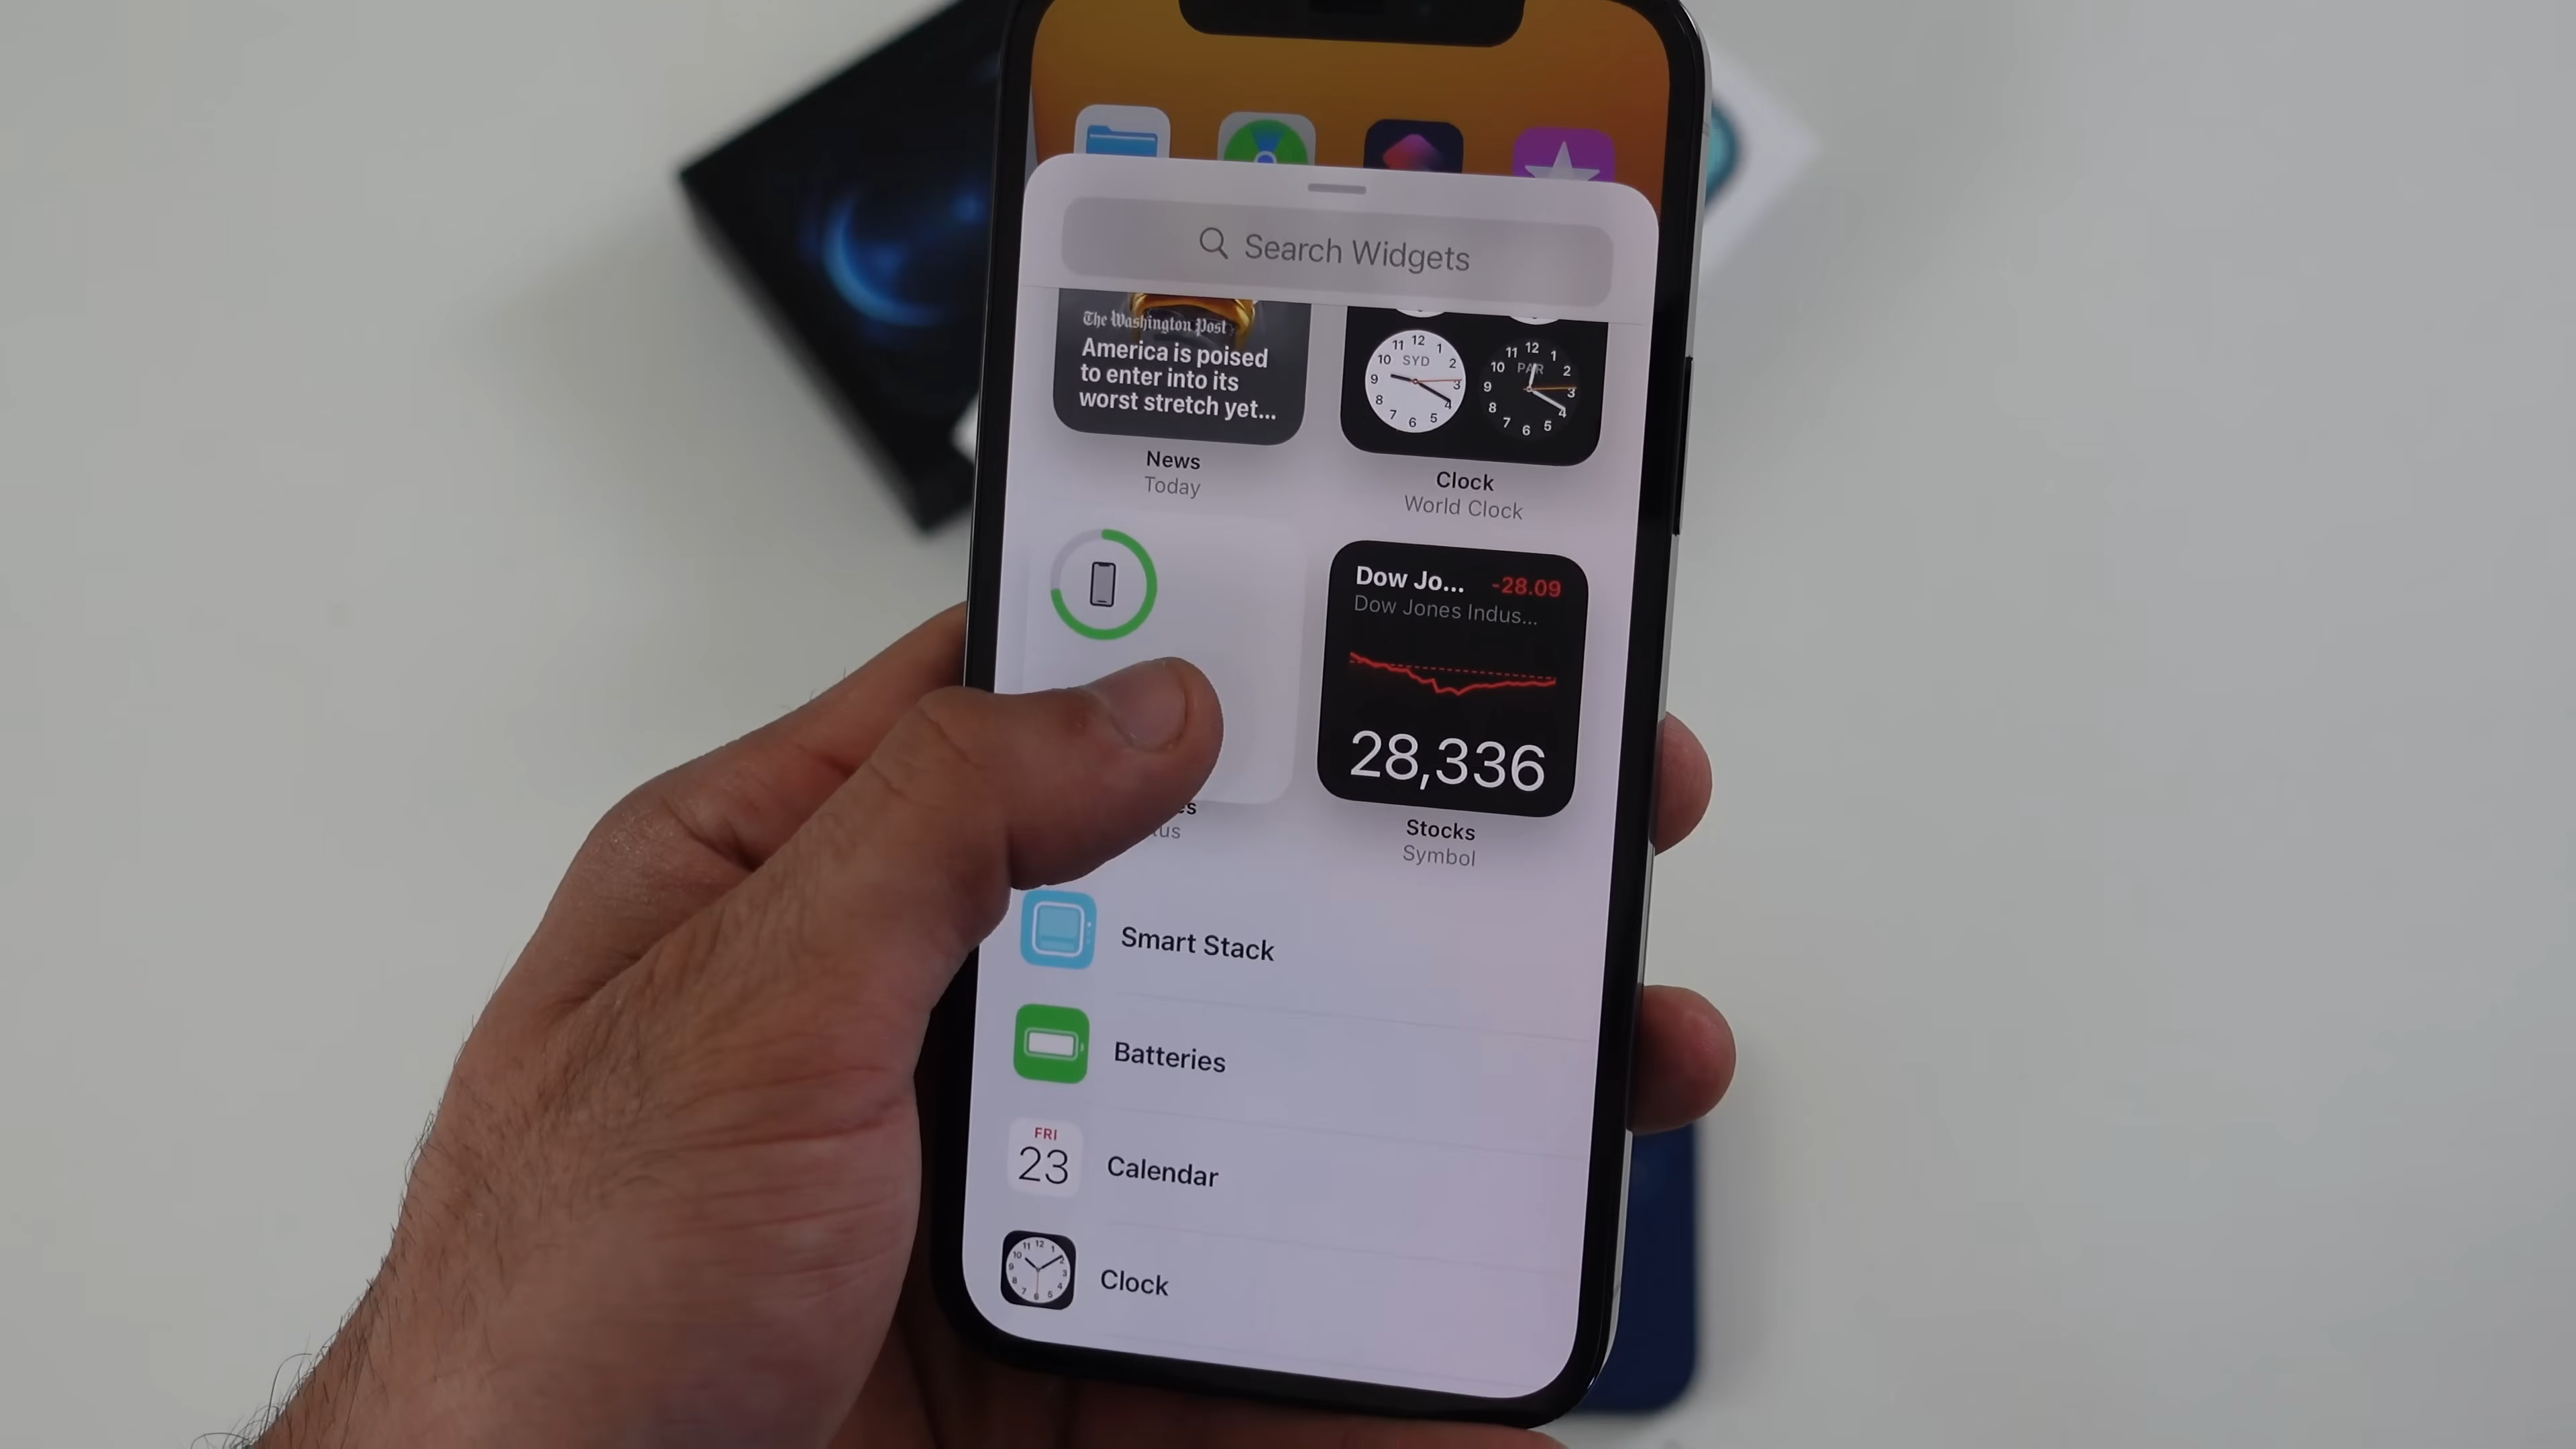 Search Widgets
The Washington Post
America is poised
to enter into its
worst stretch yet...
News
Today
12
11 1
10 SYD 2
9 3
8 4
7 6 5
12
11 1
10 PAR 2
9 3
8 4
7 6 5
Clock
World Clock
Dow Jo... -28.09
Dow Jones Indus...
28,336
Stocks
Symbol
Smart Stack
Batteries
FRI
23
Calendar
Clock